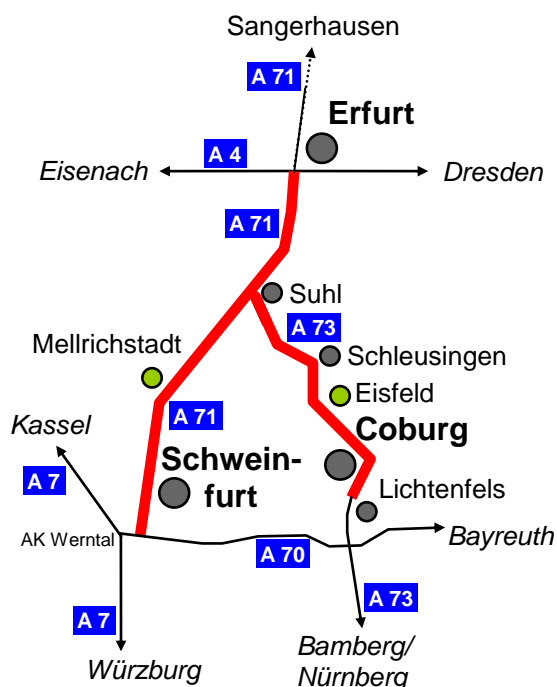 Sangerhausen
A 71
Erfurt
A 4
Eisenach
Dresden
A 71
Suhl
A 73
Mellrichstadt
Schleusingen
Eisfeld
A 71
Kassel
Coburg
A 7
Schwein-
furt
Lichtenfels
AK Werntal
Bayreuth
A 70
A 7
A 73
Würzburg
Bamberg/
Nürnberg